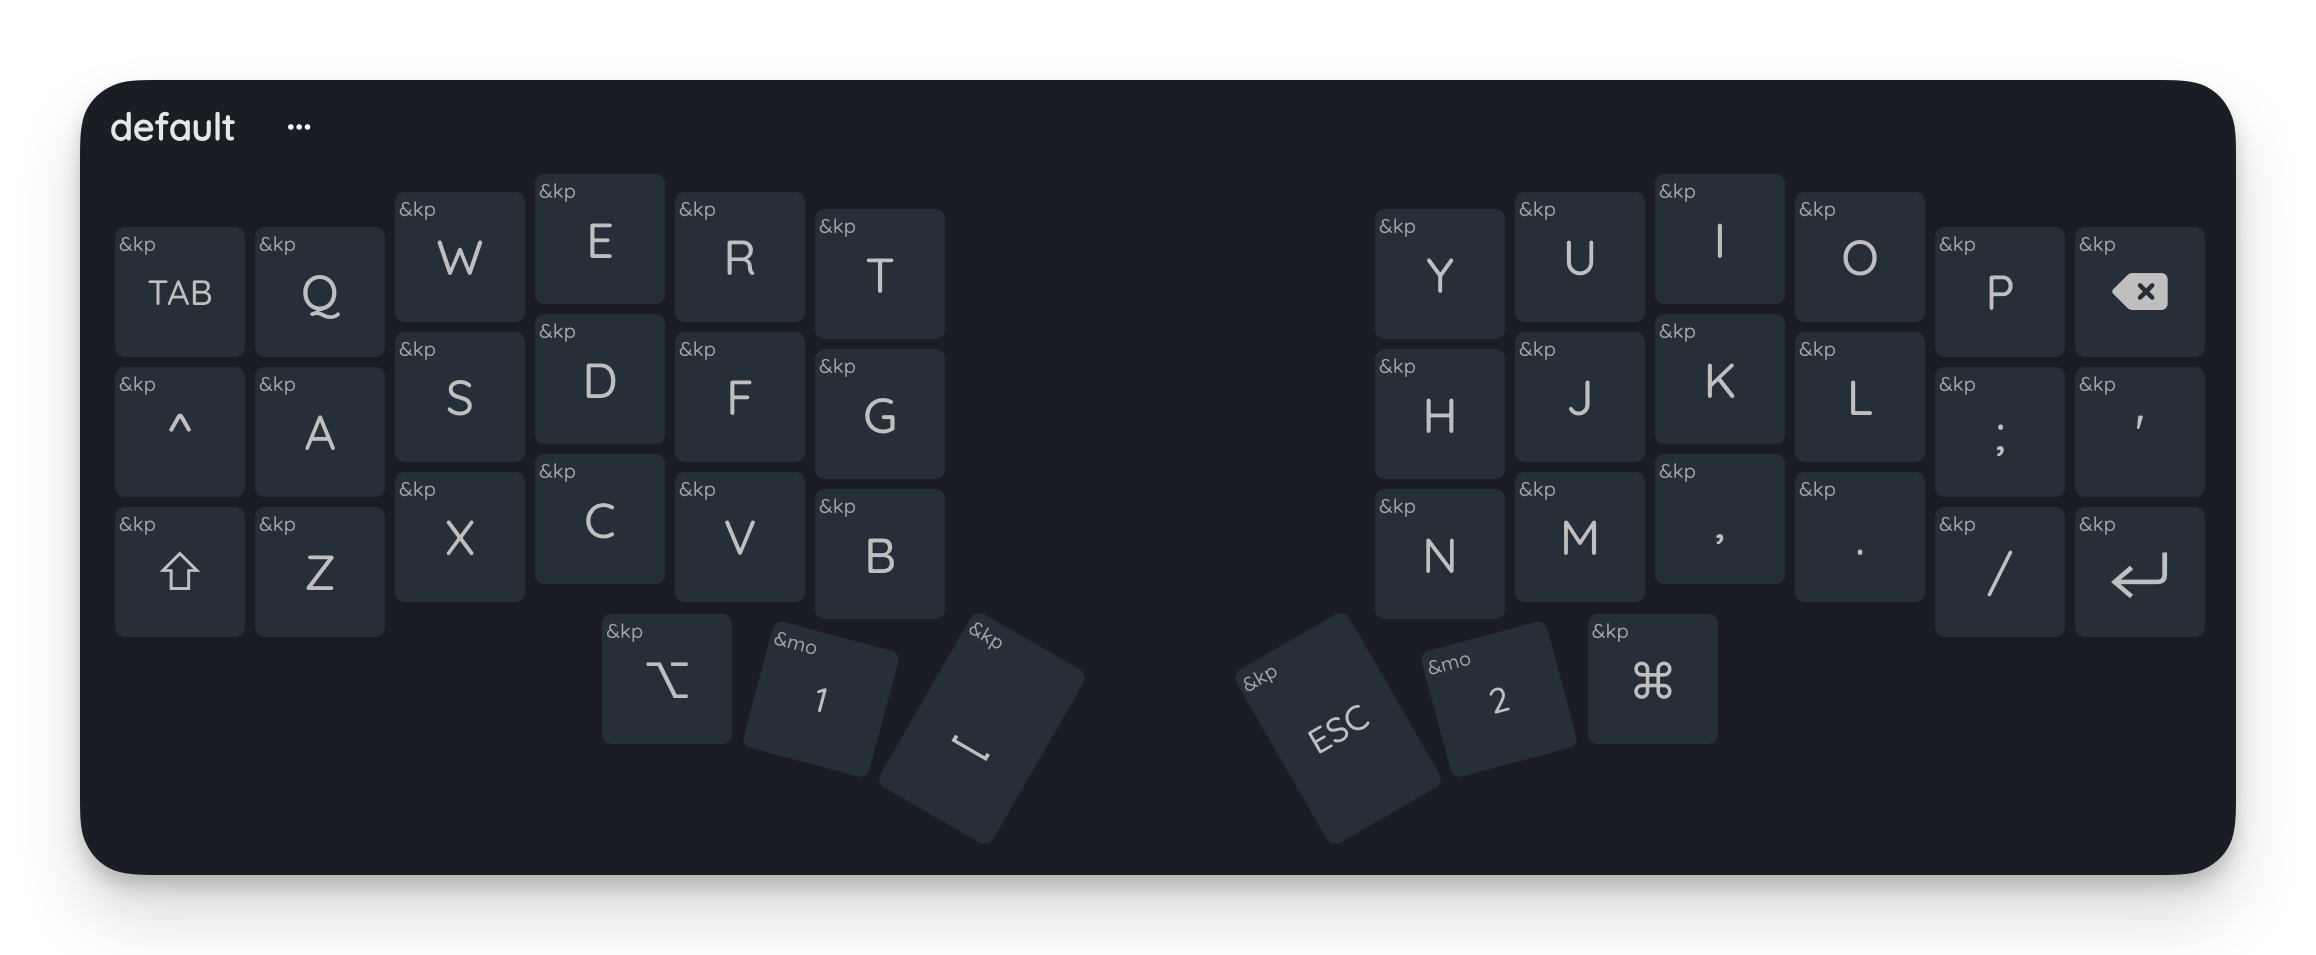 default ...
&kp TAB &kp Q &kp W &kp E &kp R &kp T &kp Y &kp U &kp I &kp O &kp P &kp ⌫
&kp ^ &kp A &kp S &kp D &kp F &kp G &kp H &kp J &kp K &kp L &kp ; &kp '
&kp ⇧ &kp Z &kp X &kp C &kp V &kp B &kp N &kp M &kp , &kp . &kp / &kp ↵
&kp ⌥ &mo 1 &kp ⎵ &kp ESC &mo 2 &kp ⌘